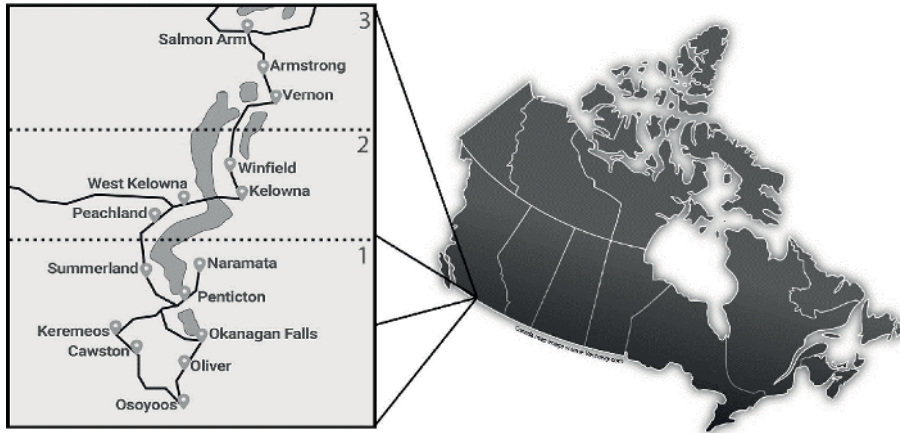 3
Salmon Arm
Armstrong
Vernon
2
Winfield
West Kelowna
Kelowna
Peachland
1
Naramata
Summerland
Penticton
Keremeos
Okanagan Falls
Cawston
Oliver
Osoyoos